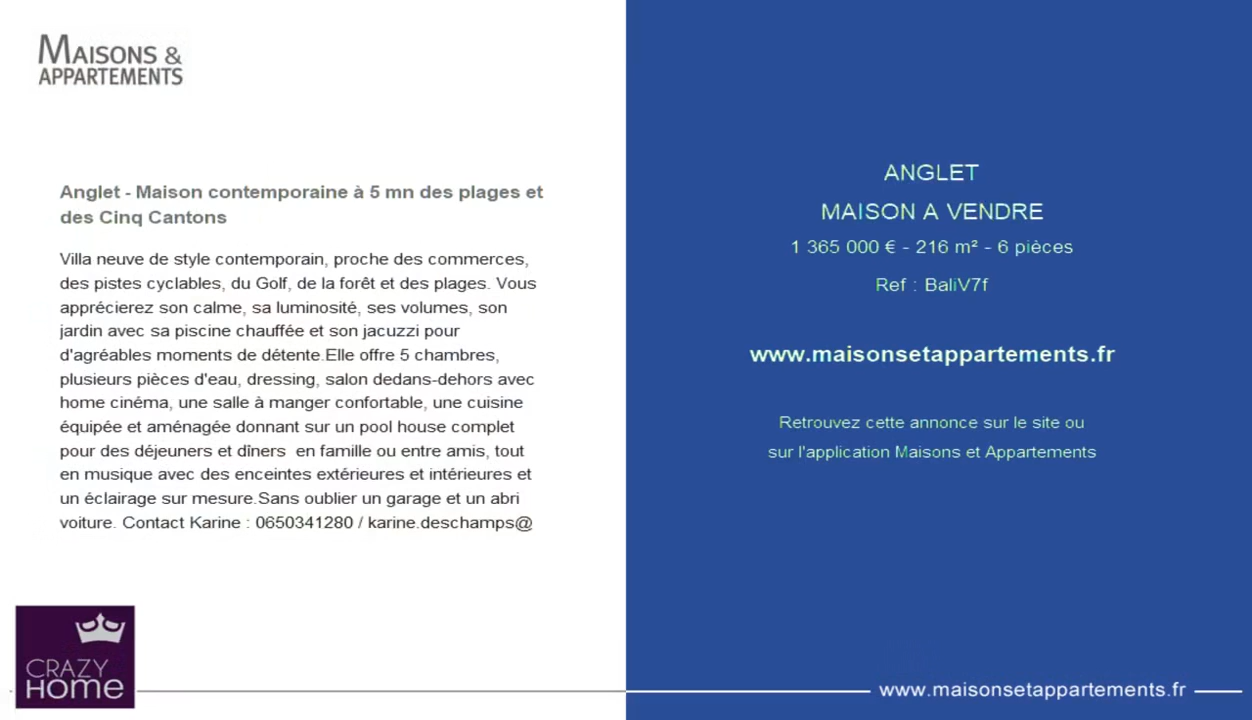 MAISONS &
APPARTEMENTS
Anglet - Maison contemporaine à 5 mn des plages et
des Cinq Cantons
Villa neuve de style contemporain, proche des commerces,
des pistes cyclables, du Golf, de la forêt et des plages. Vous
apprécierez son calme, sa luminosité, ses volumes, son
jardin avec sa piscine chauffée et son jacuzzi pour
d'agréables moments de détente.Elle offre 5 chambres,
plusieurs pièces d'eau, dressing, salon dedans-dehors avec
home cinéma, une salle à manger confortable, une cuisine
équipée et aménagée donnant sur un pool house complet
pour des déjeuners et dîners  en famille ou entre amis, tout
en musique avec des enceintes extérieures et intérieures et
un éclairage sur mesure.Sans oublier un garage et un abri
voiture. Contact Karine : 0650341280 / karine.deschamps@
CRAZY
HOME
ANGLET
MAISON A VENDRE
1 365 000 € - 216 m² - 6 pièces
Ref : BaliV7f
www.maisonsetappartements.fr
Retrouvez cette annonce sur le site ou
sur l'application Maisons et Appartements
www.maisonsetappartements.fr